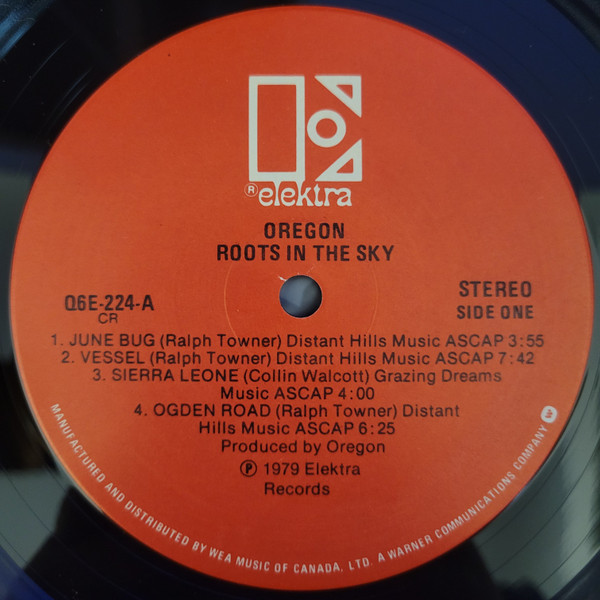 ® elektra
OREGON
ROOTS IN THE SKY
Q6E-224-A
CR
STEREO
SIDE ONE
1. JUNE BUG (Ralph Towner) Distant Hills Music ASCAP 3:55
2. VESSEL (Ralph Towner) Distant Hills Music ASCAP 7:42
3. SIERRA LEONE (Collin Walcott) Grazing Dreams
Music ASCAP 4:00
4. OGDEN ROAD (Ralph Towner) Distant
Hills Music ASCAP 6:25
Produced by Oregon
℗ 1979 Elektra
Records
MANUFACTURED AND DISTRIBUTED BY WEA MUSIC OF CANADA, LTD. A WARNER COMMUNICATIONS COMPANY